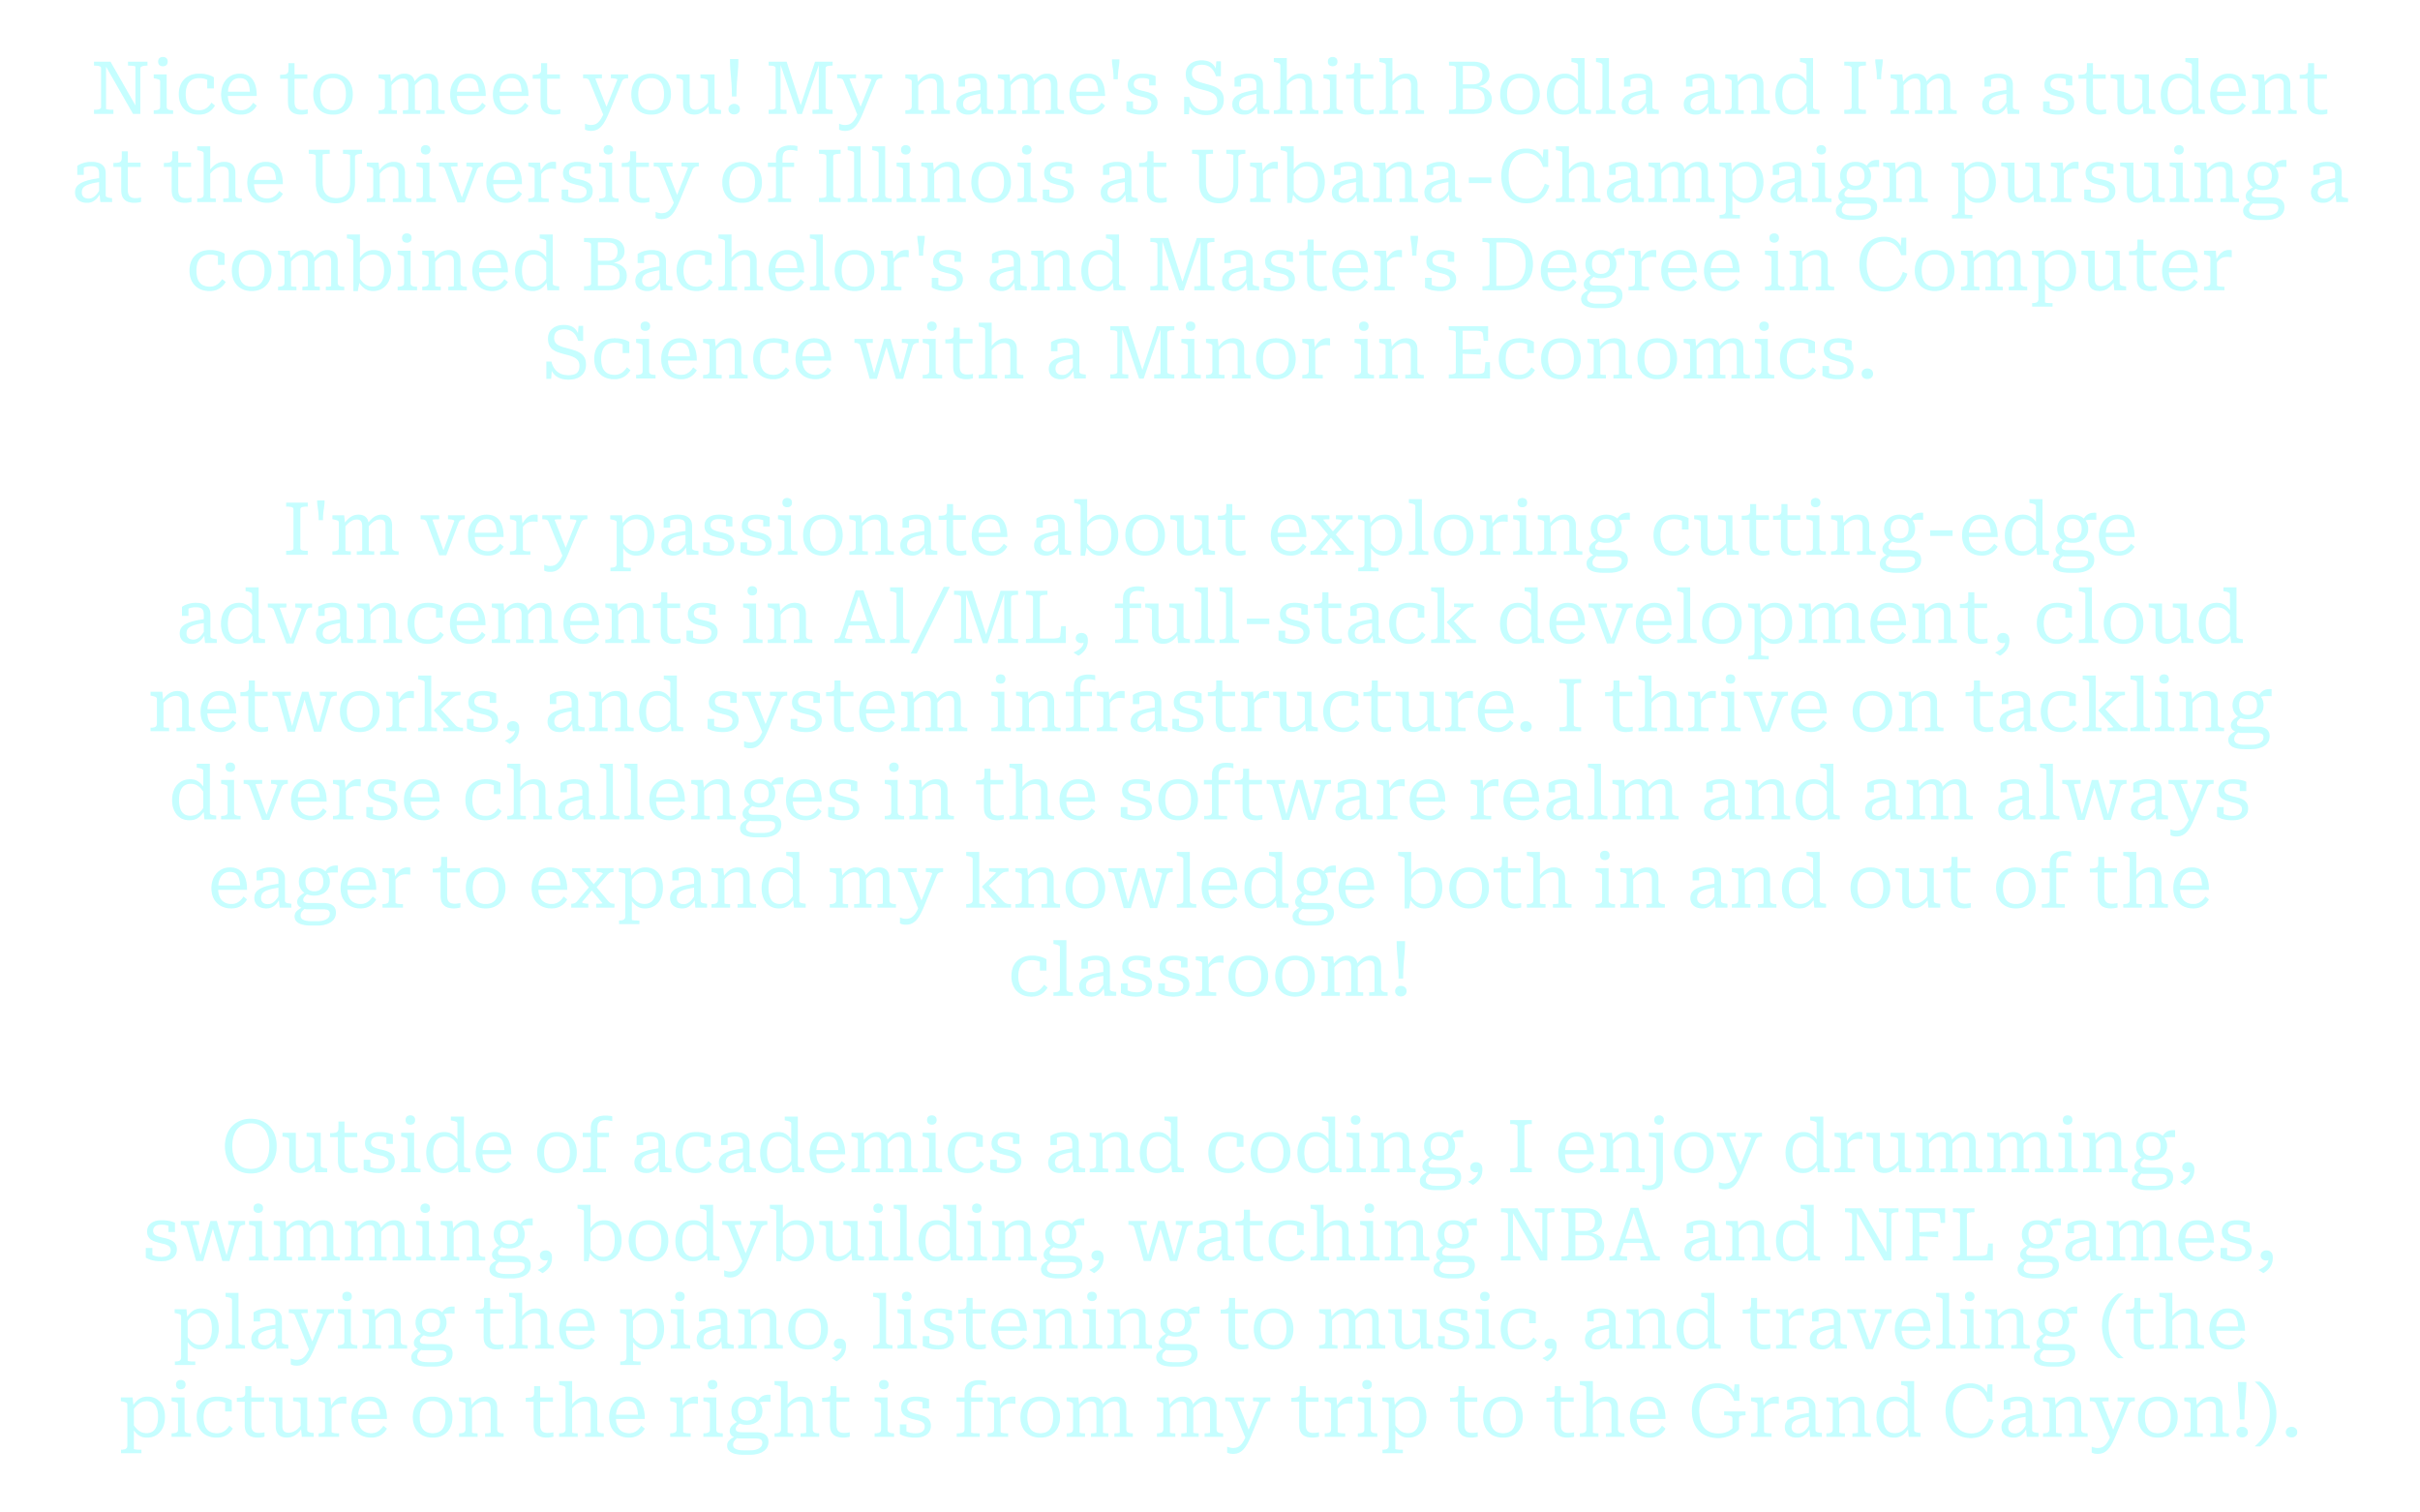 Nice to meet you! My name's Sahith Bodla and I'm a student
at the University of Illinois at Urbana-Champaign pursuing a
combined Bachelor's and Master's Degree in Computer
Science with a Minor in Economics.
I'm very passionate about exploring cutting-edge
advancements in AI/ML, full-stack development, cloud
networks, and system infrastructure. I thrive on tackling
diverse challenges in the software realm and am always
eager to expand my knowledge both in and out of the
classroom!
Outside of academics and coding, I enjoy drumming,
swimming, bodybuilding, watching NBA and NFL games,
playing the piano, listening to music, and traveling (the
picture on the right is from my trip to the Grand Canyon!).